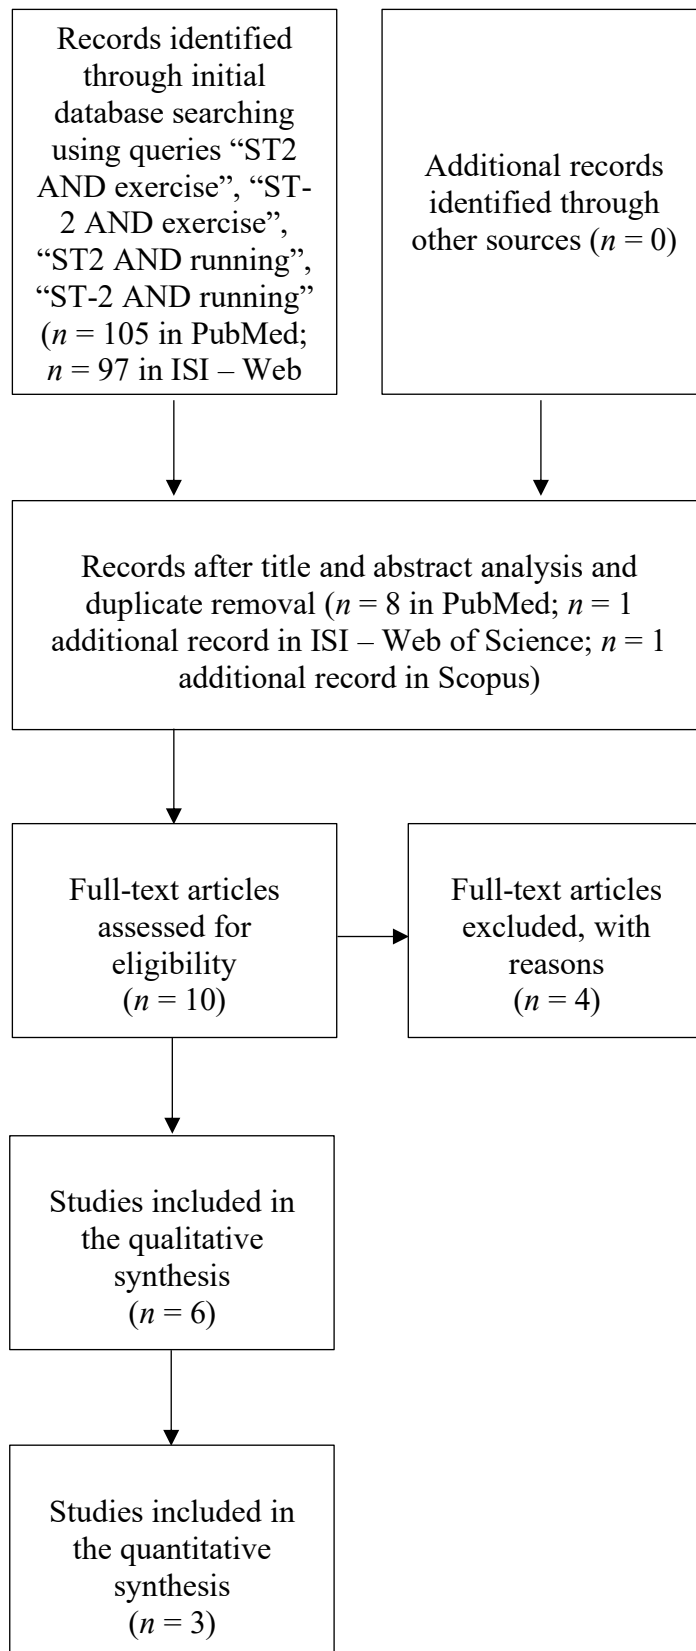 Records identified
through initial
database searching
using queries “ST2
AND exercise”, “ST-
2 AND exercise”,
“ST2 AND running”,
“ST-2 AND running”
(n = 105 in PubMed;
n = 97 in ISI – Web
Additional records
identified through
other sources (n = 0)
Records after title and abstract analysis and
duplicate removal (n = 8 in PubMed; n = 1
additional record in ISI – Web of Science; n = 1
additional record in Scopus)
Full-text articles
assessed for
eligibility
(n = 10)
Full-text articles
excluded, with
reasons
(n = 4)
Studies included in
the qualitative
synthesis
(n = 6)
Studies included in
the quantitative
synthesis
(n = 3)